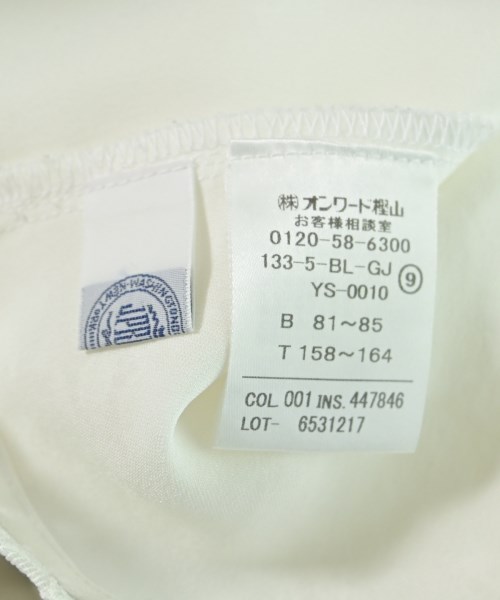 (株)オンワード樫山
お客様相談室
0120-58-6300
133-5-BL-GJ ⑨
YS-0010
B 81~85
T 158~164
COL. 001 INS. 447846
LOT- 6531217
WASHINGTON